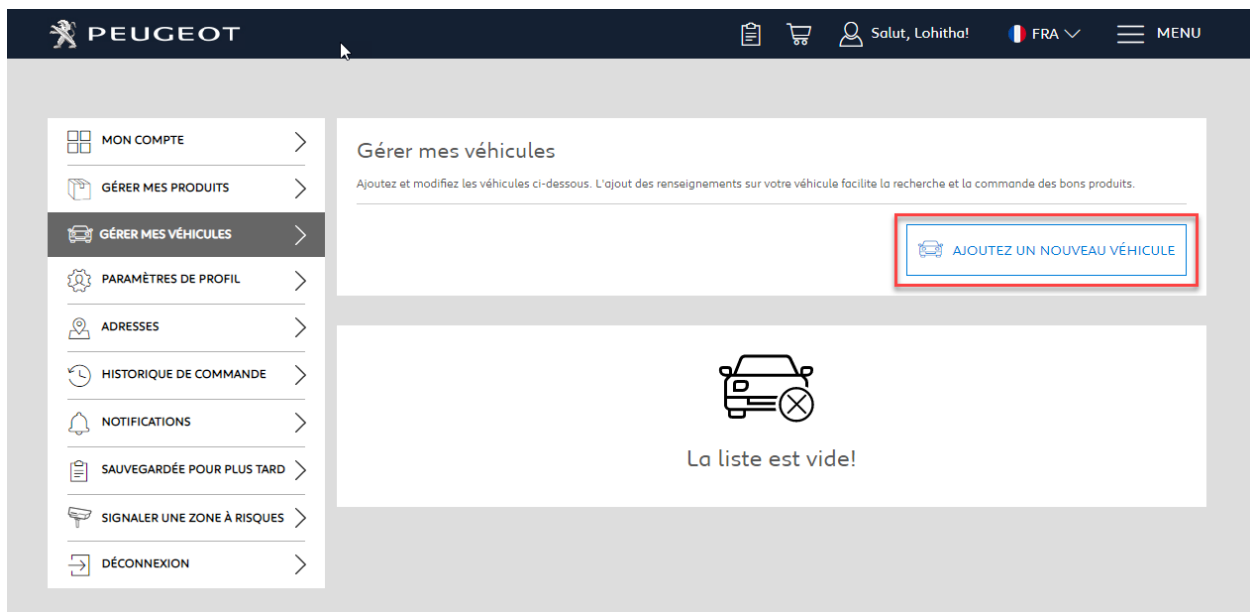 PEUGEOT
Salut, Lohitha!
FRA
MENU
MON COMPTE
GÉRER MES PRODUITS
GÉRER MES VÉHICULES
PARAMÈTRES DE PROFIL
ADRESSES
HISTORIQUE DE COMMANDE
NOTIFICATIONS
SAUVEGARDÉE POUR PLUS TARD
SIGNALER UNE ZONE À RISQUES
DÉCONNEXION
Gérer mes véhicules
Ajoutez et modifiez les véhicules ci-dessous. L'ajout des renseignements sur votre véhicule facilite la recherche et la commande des bons produits.
AJOUTEZ UN NOUVEAU VÉHICULE
La liste est vide!